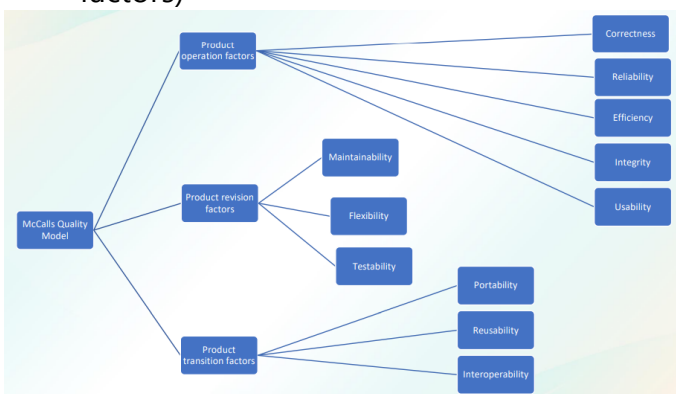 factors)
Product
operation factors
Correctness
Reliability
Efficiency
Integrity
Usability
McCalls Quality
Model
Product revision
factors
Maintainability
Flexibility
Testability
Product
transition factors
Portability
Reusability
Interoperability